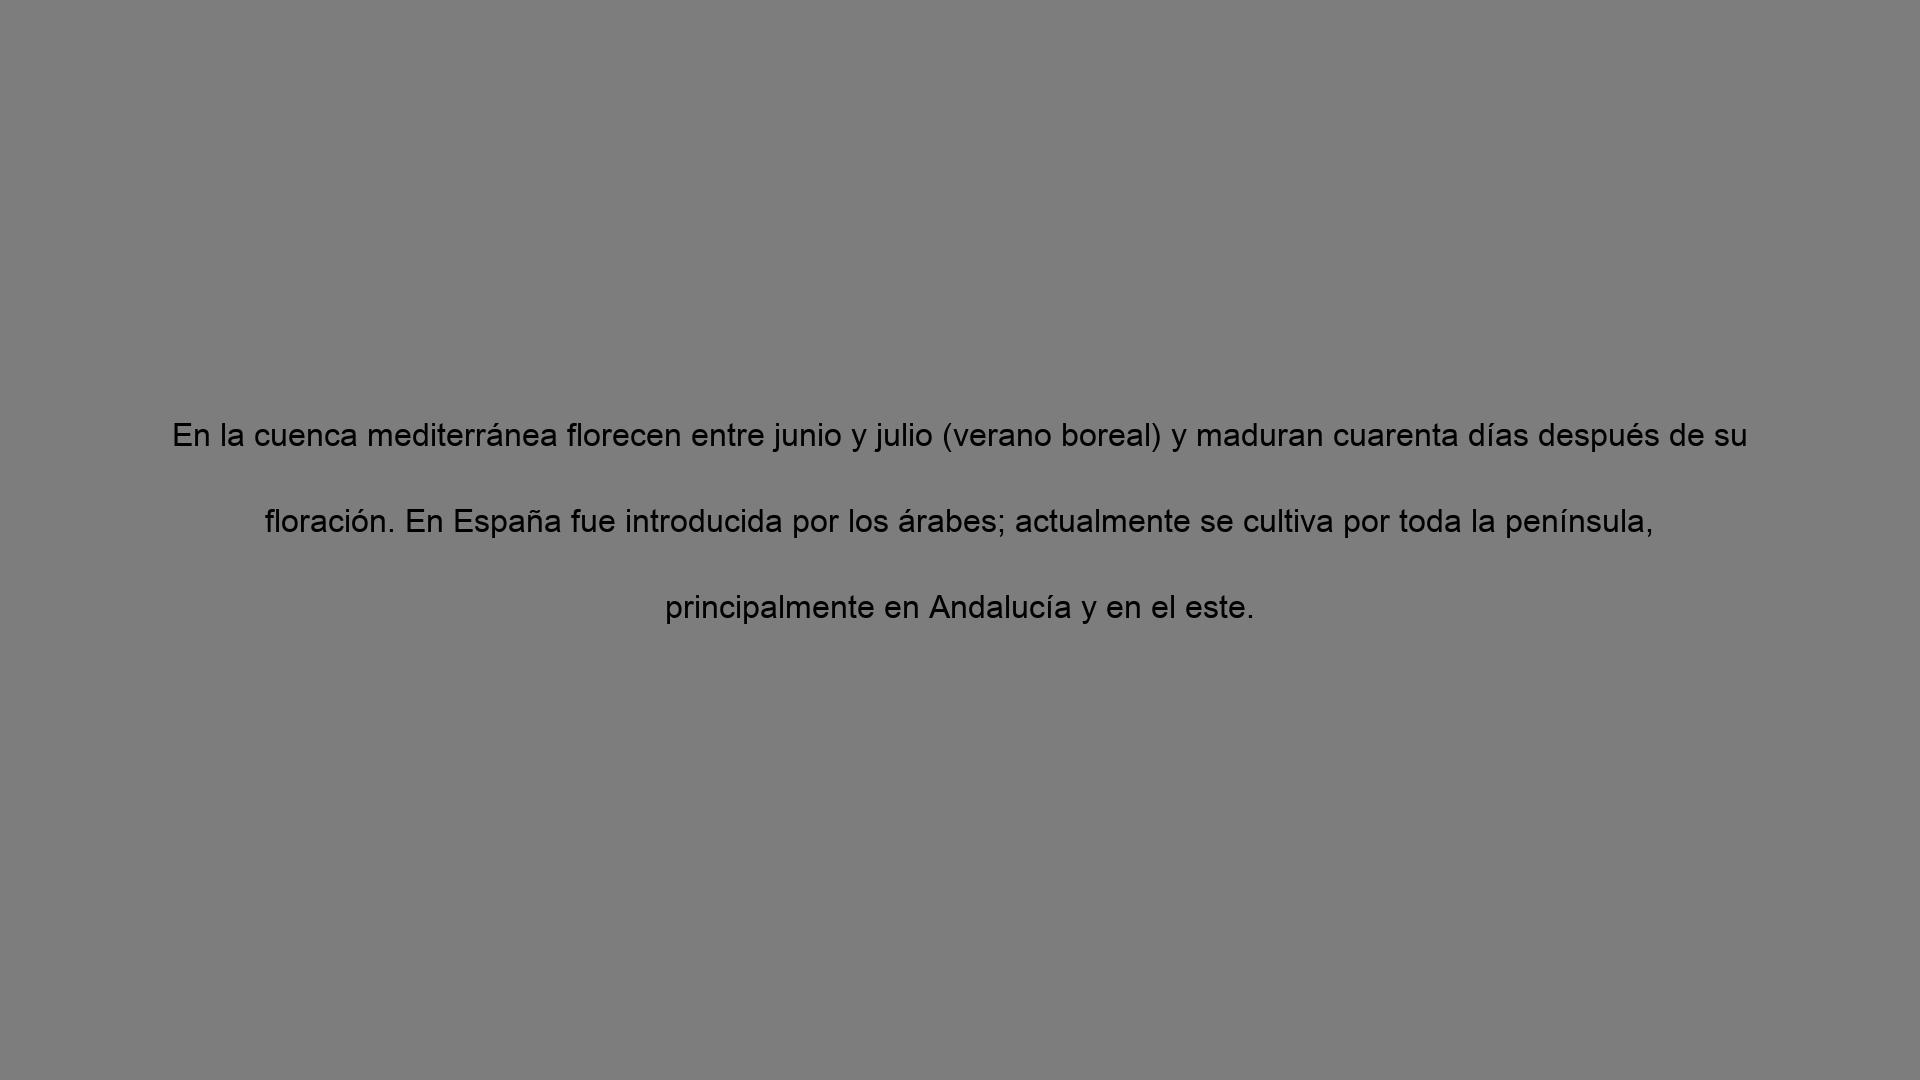 En la cuenca mediterránea florecen entre junio y julio (verano boreal) y maduran cuarenta días después de su
floración. En España fue introducida por los árabes; actualmente se cultiva por toda la península,
principalmente en Andalucía y en el este.